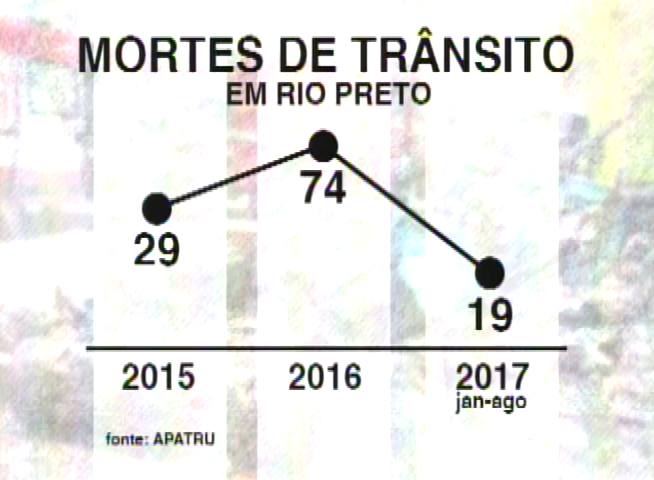 MORTES DE TRÂNSITO
EM RIO PRETO
29
74
19
2015
2016
2017
jan-ago
fonte: APATRU